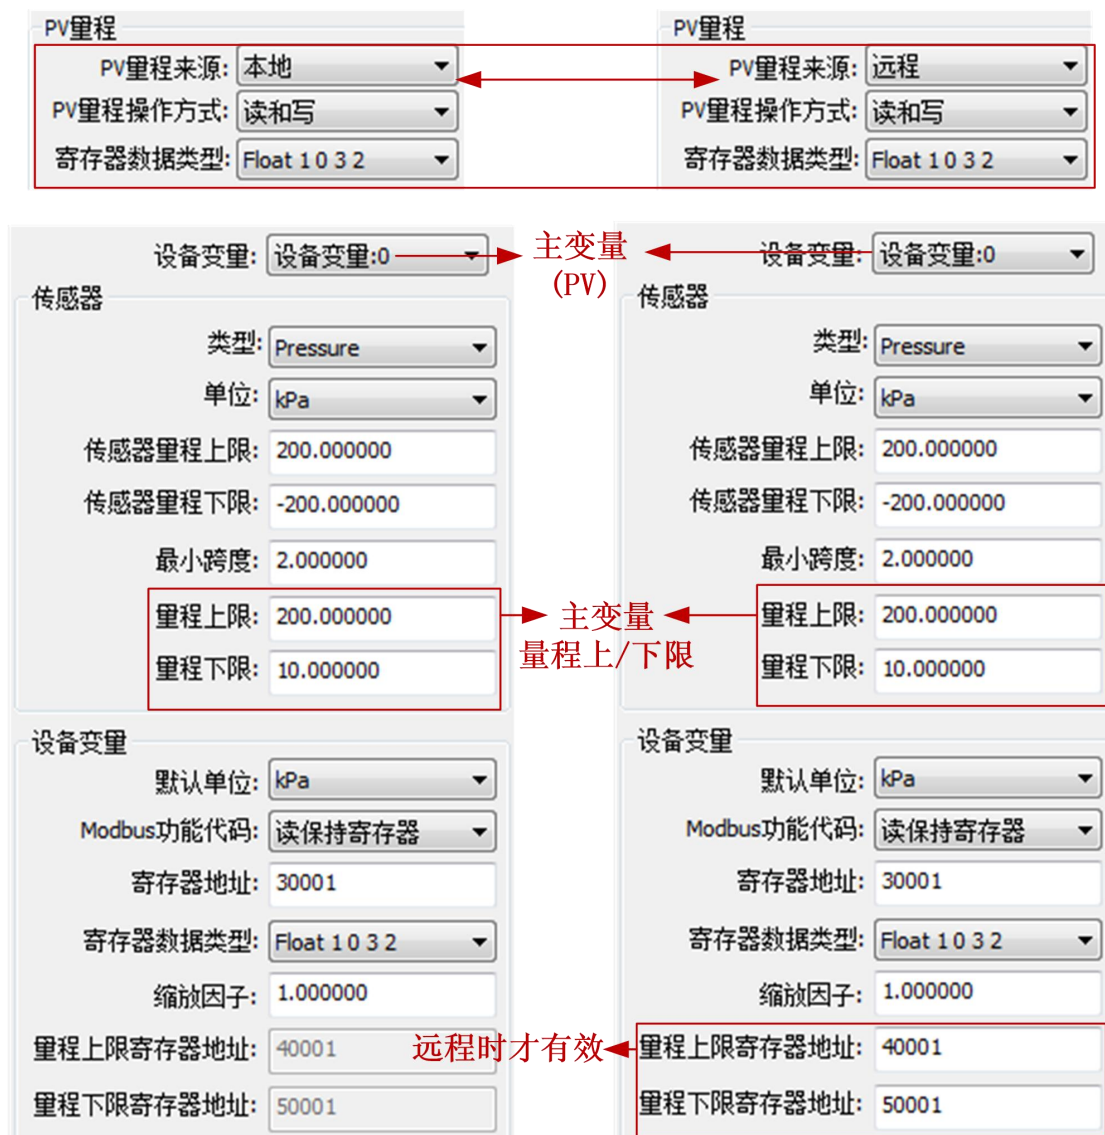 PV量程
PV量程来源: 本地
PV量程操作方式: 读和写
寄存器数据类型: Float 1 0 3 2
PV量程
PV量程来源: 远程
PV量程操作方式: 读和写
寄存器数据类型: Float 1 0 3 2
设备变量: 设备变量:0
传感器
类型: Pressure
单位: kPa
传感器量程上限: 200.000000
传感器量程下限: -200.000000
最小跨度: 2.000000
量程上限: 200.000000
量程下限: 10.000000
设备变量
默认单位: kPa
Modbus功能代码: 读保持寄存器
寄存器地址: 30001
寄存器数据类型: Float 1 0 3 2
缩放因子: 1.000000
量程上限寄存器地址: 40001
量程下限寄存器地址: 50001
主变量
(PV)
主变量
量程上/下限
远程时才有效
设备变量: 设备变量:0
传感器
类型: Pressure
单位: kPa
传感器量程上限: 200.000000
传感器量程下限: -200.000000
最小跨度: 2.000000
量程上限: 200.000000
量程下限: 10.000000
设备变量
默认单位: kPa
Modbus功能代码: 读保持寄存器
寄存器地址: 30001
寄存器数据类型: Float 1 0 3 2
缩放因子: 1.000000
量程上限寄存器地址: 40001
量程下限寄存器地址: 50001